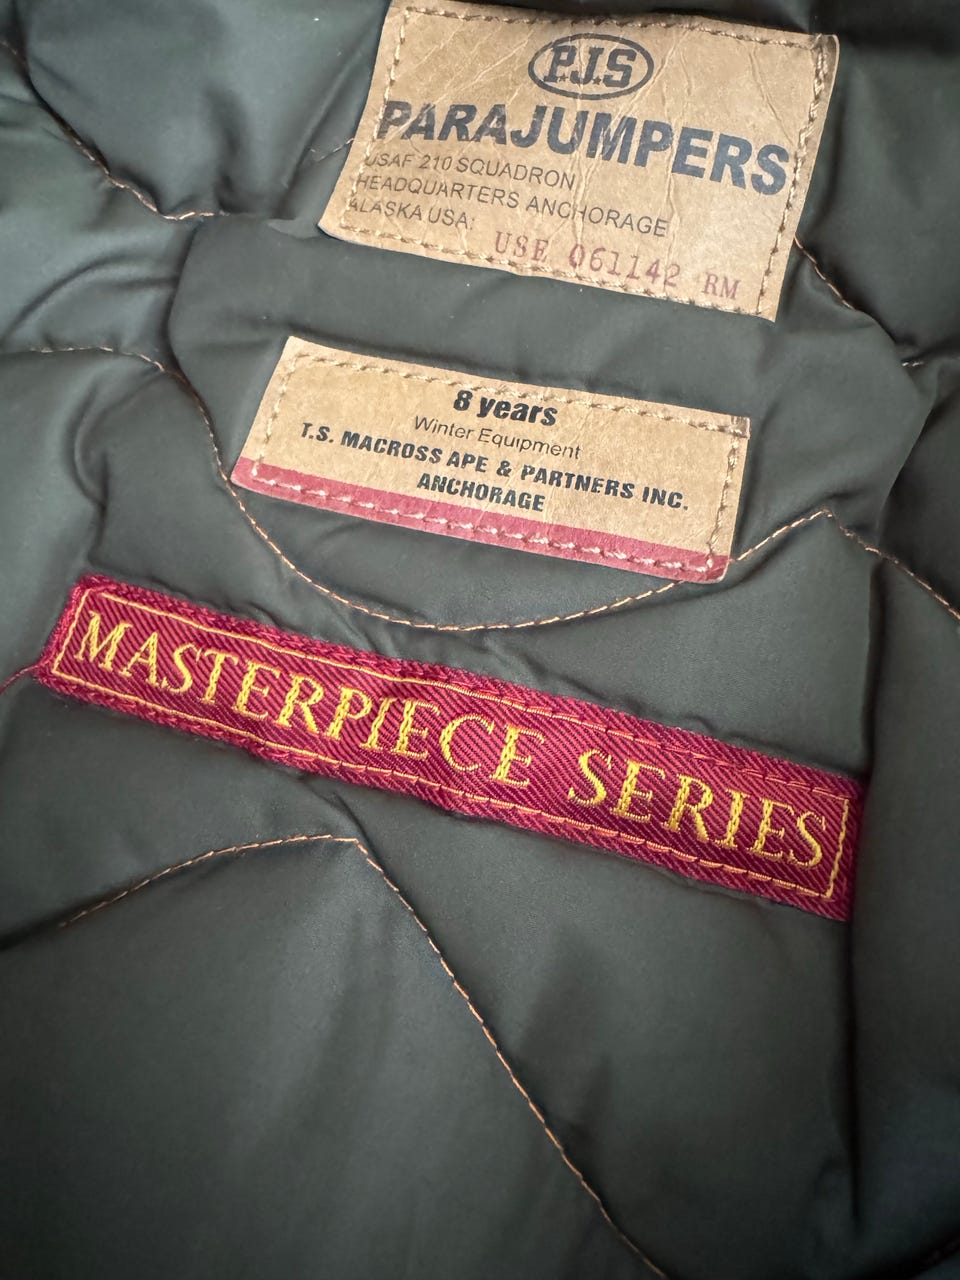 P.J.S
PARAJUMPERS
USAF 210 SQUADRON
HEADQUARTERS ANCHORAGE
ALASKA USA:
USE 061142 RM
8 years
Winter Equipment
T.S. MACROSS APE & PARTNERS INC.
ANCHORAGE
MASTERPIECE SERIES